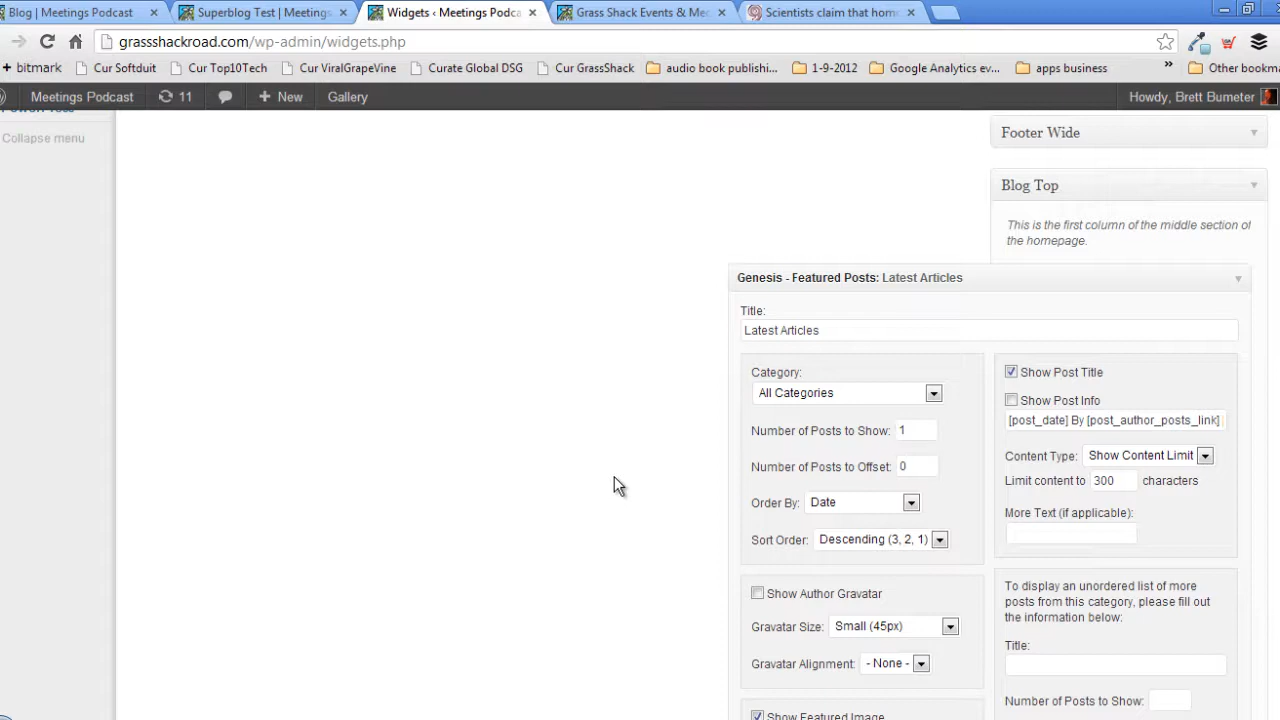 Blog | Meetings Podcast
Superblog Test | Meetings
Widgets ‹ Meetings Podca
Grass Shack Events & Me
Scientists claim that hom
grassshackroad.com/wp-admin/widgets.php
+ bitmark
Cur Softduit
Cur Top10Tech
Cur ViralGrapeVine
Curate Global DSG
Cur GrassShack
audio book publishi...
1-9-2012
Google Analytics ev...
apps business
»
Other bookma
Meetings Podcast
11
+ New
Gallery
Howdy, Brett Bumeter
Collapse menu
Footer Wide
Blog Top
This is the first column of the middle section of
the homepage.
Genesis - Featured Posts: Latest Articles
Title:
Latest Articles
Category:
All Categories
Number of Posts to Show: 1
Number of Posts to Offset: 0
Order By: Date
Sort Order: Descending (3, 2, 1)
Show Author Gravatar
Gravatar Size: Small (45px)
Gravatar Alignment: - None -
Show Featured Image
Show Post Title
Show Post Info
[post_date] By [post_author_posts_link]
Content Type: Show Content Limit
Limit content to 300 characters
More Text (if applicable):
To display an unordered list of more
posts from this category, please fill out
the information below:
Title:
Number of Posts to Show: